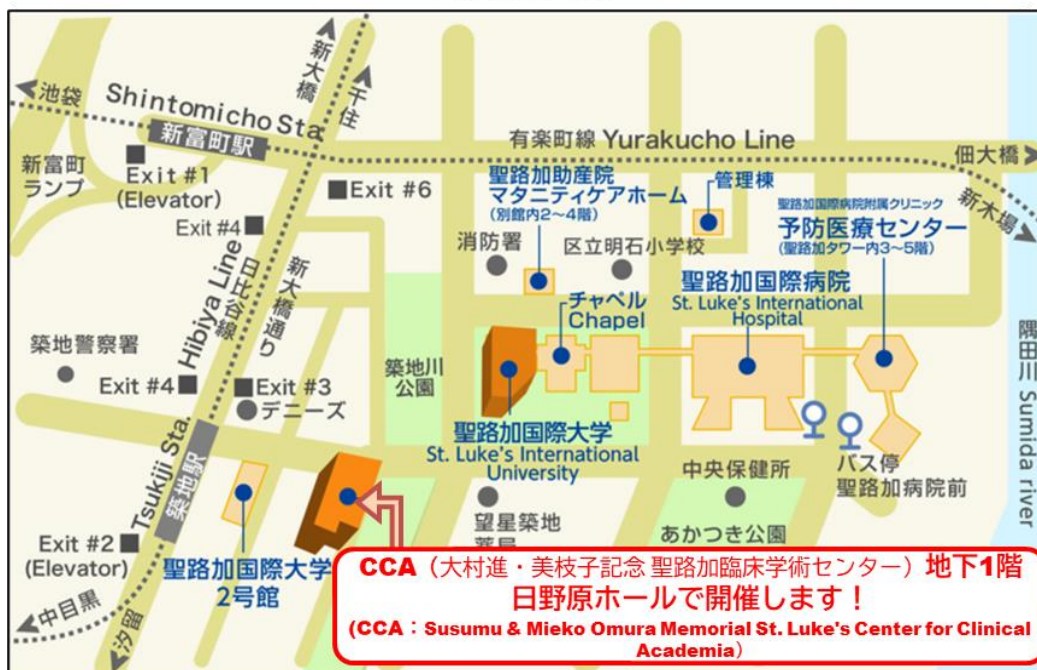 池袋
Shintomicho Sta
新富町駅
新大橋
千住
有楽町線 Yurakucho Line
佃大橋
新木場
新富町
ランプ
Exit #1
(Elevator)
Exit #6
Exit #4
聖路加助産院
マタニティケアホーム
(別館内2〜4階)
管理棟
聖路加国際病院附属クリニック
予防医療センター
(聖路加タワー内3〜5階)
消防署
区立明石小学校
Hibiya Line
日比谷線
新大橋通り
チャペル
Chapel
聖路加国際病院
St. Luke's International
Hospital
築地警察署
Exit #4
Exit #3
デニーズ
築地川
公園
隅田川 Sumida river
聖路加国際大学
St. Luke's International
University
Tsukiji Sta.
築地駅
中央保健所
バス停
聖路加病院前
望星築地
あかつき公園
Exit #2
(Elevator)
聖路加国際大学
2号館
中目黒
汐留
CCA(大村進・美枝子記念 聖路加臨床学術センター)地下1階
日野原ホールで開催します!
(CCA:Susumu & Mieko Omura Memorial St. Luke's Center for Clinical
Academia)